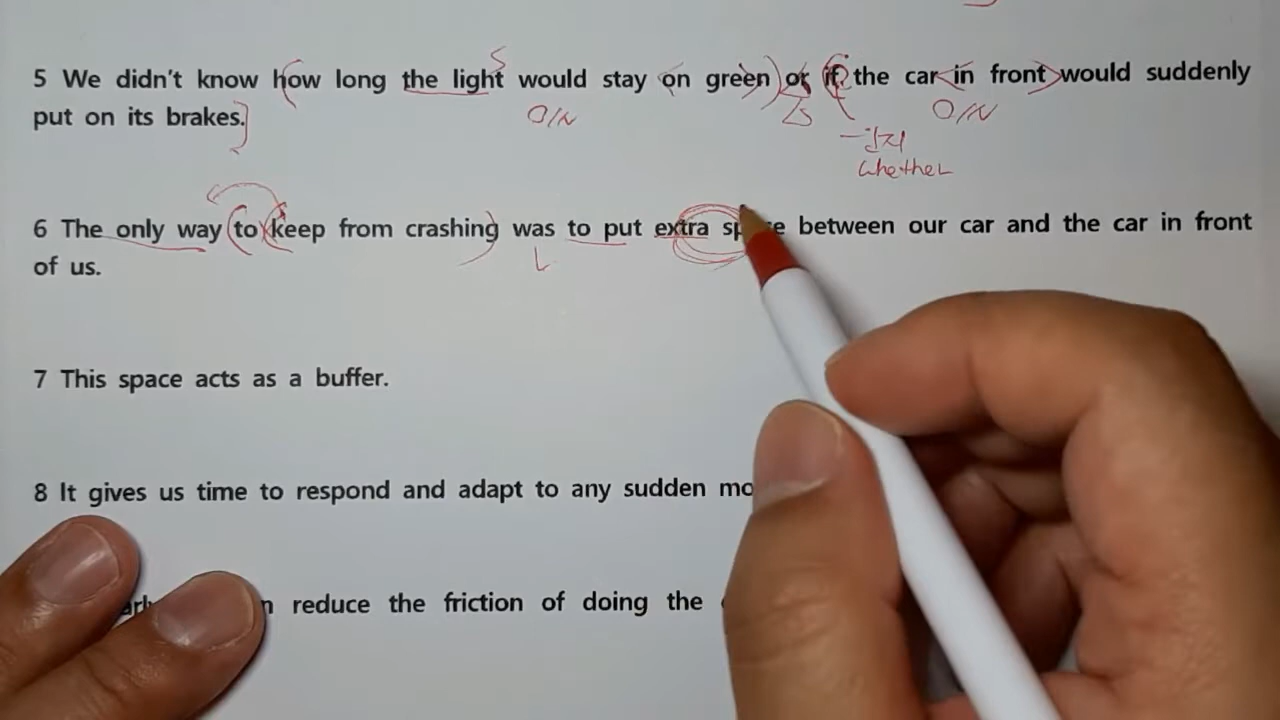 5 We didn't know how long the light would stay on green or if the car in front would suddenly
put on its brakes.
S
O/N
O/N
-인지
whether
6 The only way to keep from crashing was to put extra between our car and the car in front
of us.
7 This space acts as a buffer.
8 It gives us time to respond and adapt to any sudden
reduce the friction of doing the